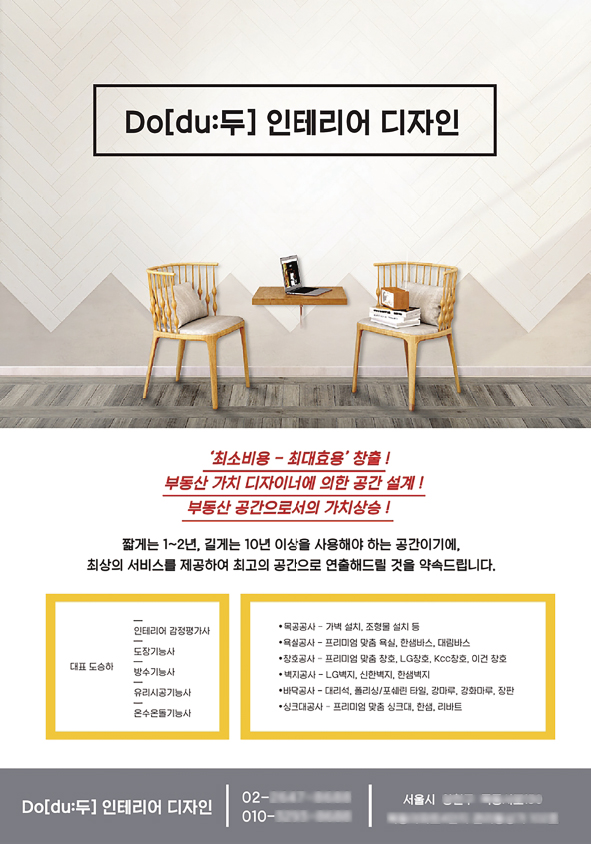 Do[du:두] 인테리어 디자인
‘최소비용 - 최대효용’ 창출 !
부동산 가치 디자이너에 의한 공간 설계 !
부동산 공간으로서의 가치상승 !
짧게는 1~2년, 길게는 10년 이상을 사용해야 하는 공간이기에,
최상의 서비스를 제공하여 최고의 공간으로 연출해드릴 것을 약속드립니다.
대표 도승하
인테리어 감정평가사
도장기능사
방수기능사
유리시공기능사
온수온돌기능사
•목공공사 - 가벽 설치, 조형물 설치 등
•욕실공사 - 프리미엄 맞춤 욕실, 한샘바스, 대림바스
•창호공사 - 프리미엄 맞춤 창호, LG창호, Kcc창호, 이건 창호
•벽지공사 - LG벽지, 신한벽지, 한샘벽지
•바닥공사 - 대리석, 폴리싱/포쉐린 타일, 강마루, 강화마루, 장판
•싱크대공사 - 프리미엄 맞춤 싱크대, 한샘, 리바트
Do[du:두] 인테리어 디자인
02-
010-
서울시